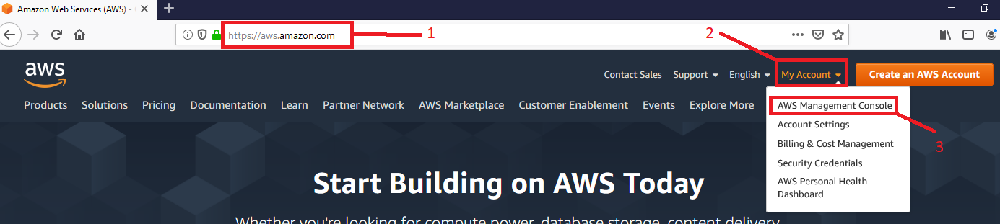 Amazon Web Services (AWS) -
https://aws.amazon.com
1
2
aws
Contact Sales Support English My Account Create an AWS Account
Products Solutions Pricing Documentation Learn Partner Network AWS Marketplace Customer Enablement Events Explore More
AWS Management Console
Account Settings
3
Billing & Cost Management
Security Credentials
AWS Personal Health
Dashboard
Start Building on AWS Today
Whether you're looking for compute power, database storage, content delivery,